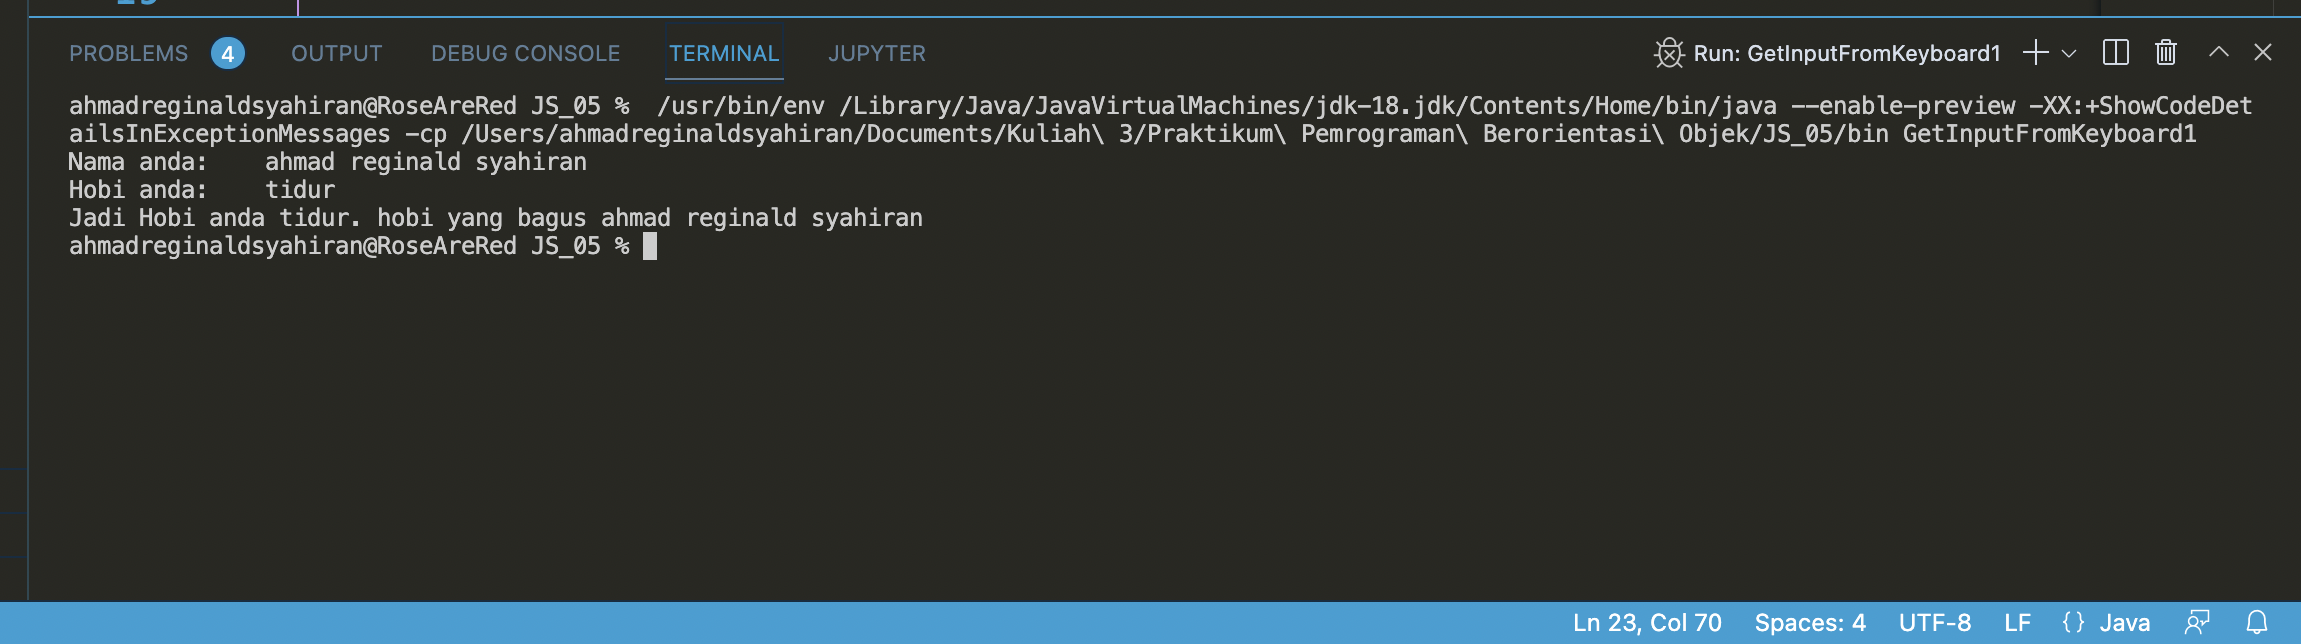 PROBLEMS 4 OUTPUT DEBUG CONSOLE TERMINAL JUPYTER Run: GetInputFromKeyboard1
ahmadreginaldsyahiran@RoseAreRed JS_05 %  /usr/bin/env /Library/Java/JavaVirtualMachines/jdk-18.jdk/Contents/Home/bin/java --enable-preview -XX:+ShowCodeDet
ailsInExceptionMessages -cp /Users/ahmadreginaldsyahiran/Documents/Kuliah\ 3/Praktikum\ Pemrograman\ Berorientasi\ Objek/JS_05/bin GetInputFromKeyboard1
Nama anda:    ahmad reginald syahiran
Hobi anda:    tidur
Jadi Hobi anda tidur. hobi yang bagus ahmad reginald syahiran
ahmadreginaldsyahiran@RoseAreRed JS_05 %
Ln 23, Col 70 Spaces: 4 UTF-8 LF {} Java